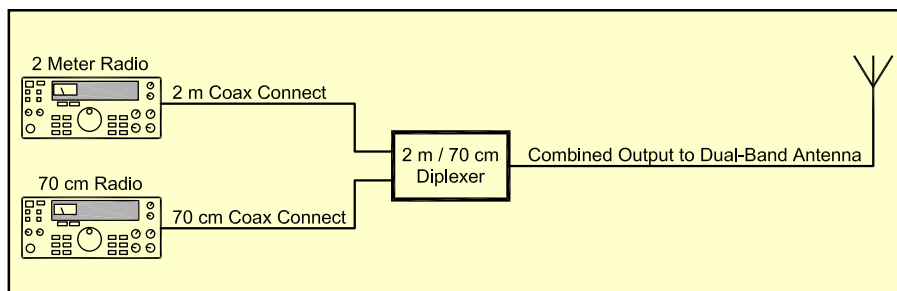 2 Meter Radio
2 m Coax Connect
2 m / 70 cm
Diplexer
Combined Output to Dual-Band Antenna
70 cm Radio
70 cm Coax Connect